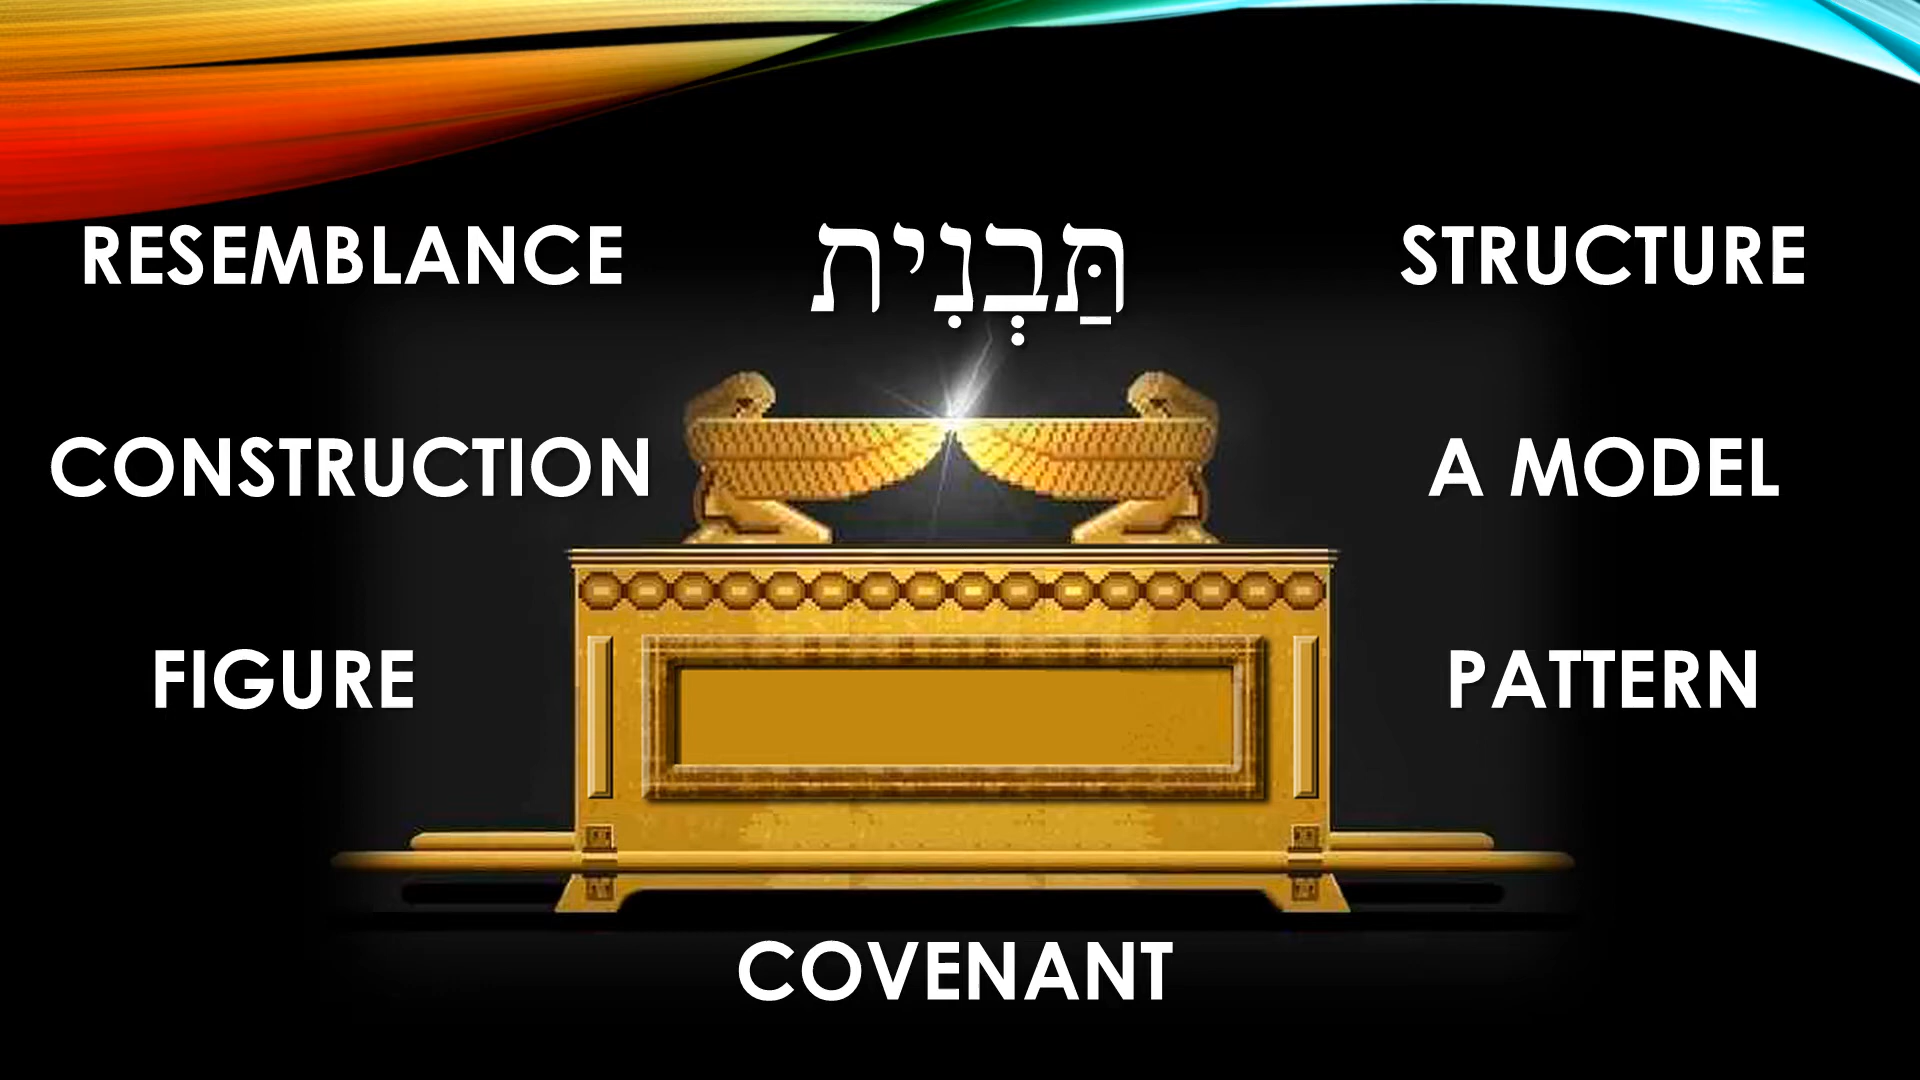 RESEMBLANCE
תַּבְנִית
STRUCTURE
CONSTRUCTION
A MODEL
FIGURE
PATTERN
COVENANT